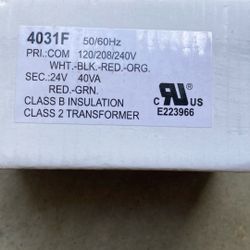 4031F 50/60Hz
PRI.:COM 120/208/240V
WHT.-BLK.-RED.-ORG.
SEC.:24V 40VA
RED.-GRN.
CLASS B INSULATION
CLASS 2 TRANSFORMER
C UL US
E223966